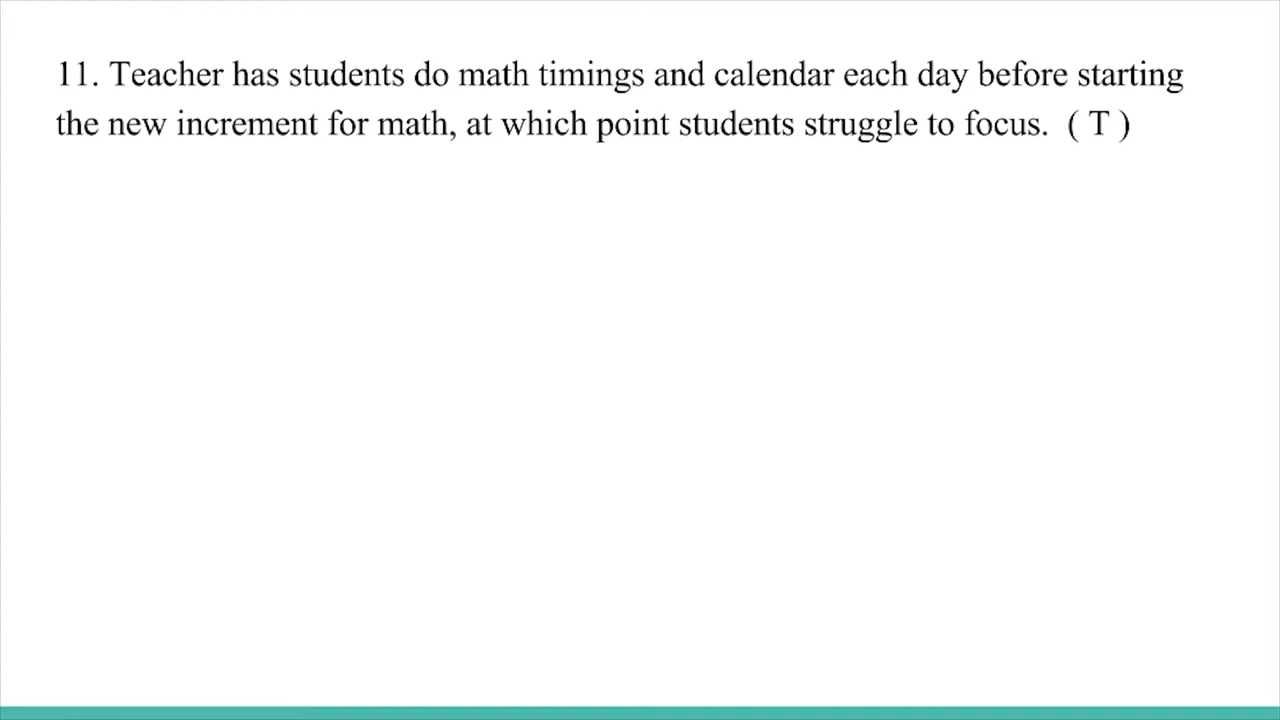 11. Teacher has students do math timings and calendar each day before starting
the new increment for math, at which point students struggle to focus.  ( T )